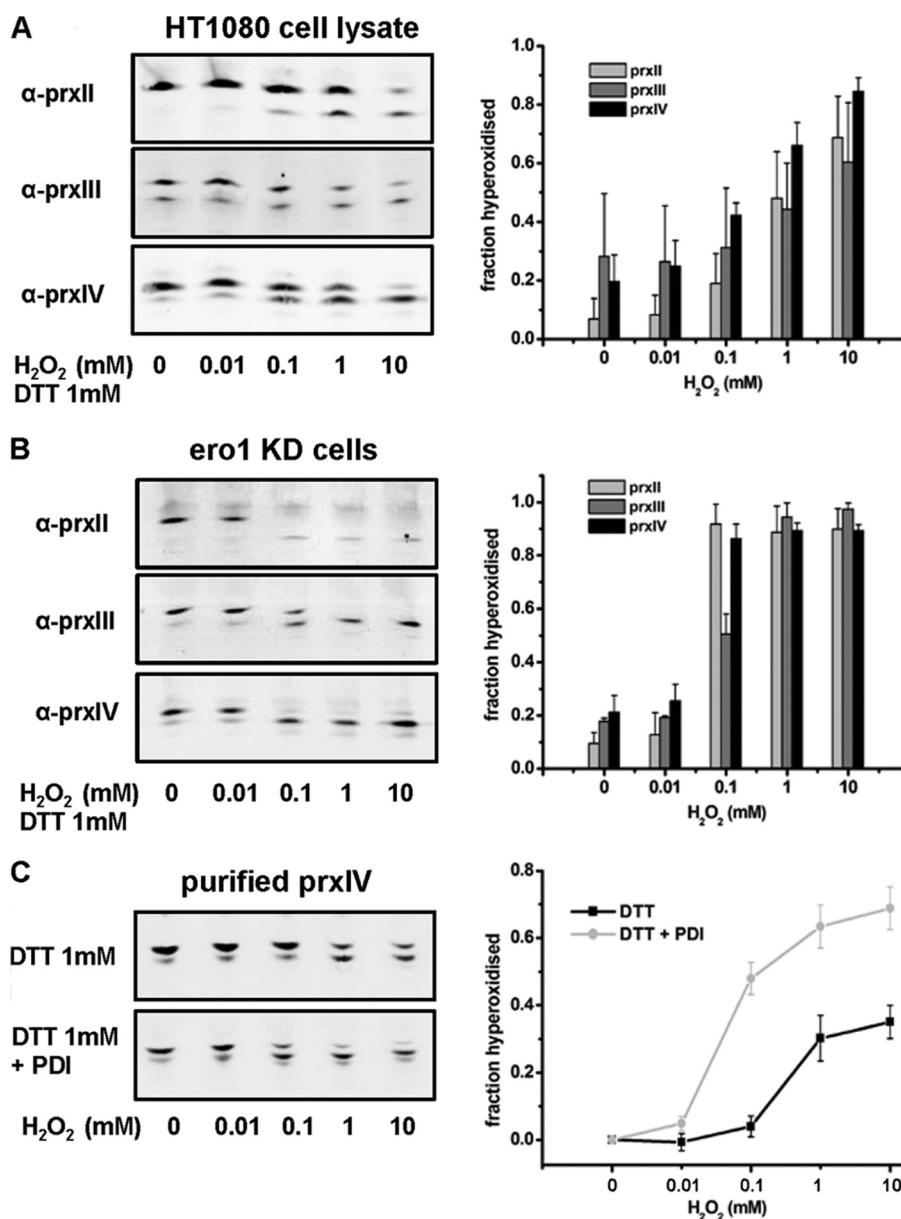 A
HT1080 cell lysate
α-prxII
α-prxIII
α-prxIV
H₂O₂ (mM) 0 0.01 0.1 1 10
DTT 1mM
fraction hyperoxidised
1.0
0.8
0.6
0.4
0.2
0.0
prxII
prxIII
prxIV
0 0.01 0.1 1 10
H₂O₂ (mM)
B
ero1 KD cells
α-prxII
α-prxIII
α-prxIV
H₂O₂ (mM) 0 0.01 0.1 1 10
DTT 1mM
fraction hyperoxidised
1.0
0.8
0.6
0.4
0.2
0.0
prxII
prxIII
prxIV
0 0.01 0.1 1 10
H₂O₂ (mM)
C
purified prxIV
DTT 1mM
DTT 1mM
+ PDI
H₂O₂ (mM) 0 0.01 0.1 1 10
fraction hyperoxidised
0.8
0.6
0.4
0.2
0.0
DTT
DTT + PDI
0 0.01 0.1 1 10
H₂O₂ (mM)